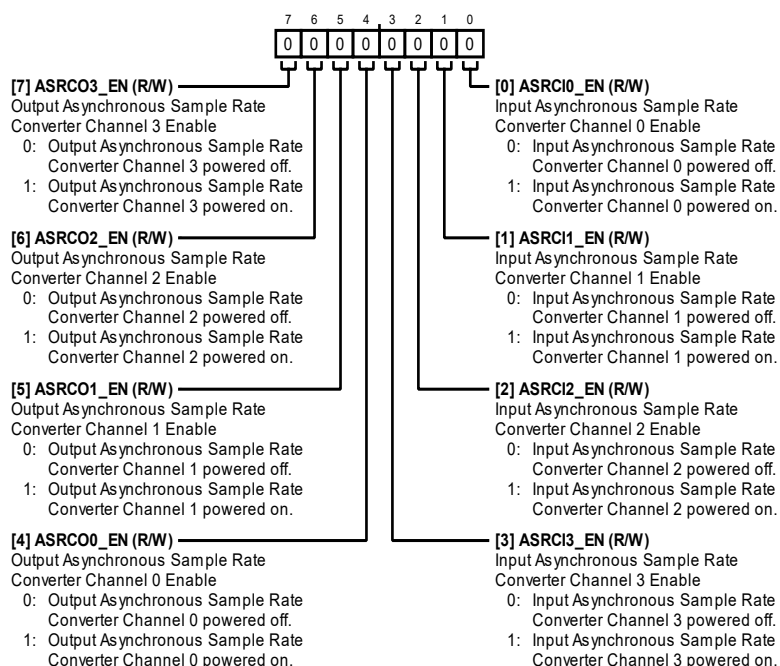 7 6 5 4 3 2 1 0
0 0 0 0 0 0 0 0
[7] ASRCO3_EN (R/W)
Output Asynchronous Sample Rate
Converter Channel 3 Enable
0: Output Asynchronous Sample Rate
Converter Channel 3 powered off.
1: Output Asynchronous Sample Rate
Converter Channel 3 powered on.
[6] ASRCO2_EN (R/W)
Output Asynchronous Sample Rate
Converter Channel 2 Enable
0: Output Asynchronous Sample Rate
Converter Channel 2 powered off.
1: Output Asynchronous Sample Rate
Converter Channel 2 powered on.
[5] ASRCO1_EN (R/W)
Output Asynchronous Sample Rate
Converter Channel 1 Enable
0: Output Asynchronous Sample Rate
Converter Channel 1 powered off.
1: Output Asynchronous Sample Rate
Converter Channel 1 powered on.
[4] ASRCO0_EN (R/W)
Output Asynchronous Sample Rate
Converter Channel 0 Enable
0: Output Asynchronous Sample Rate
Converter Channel 0 powered off.
1: Output Asynchronous Sample Rate
Converter Channel 0 powered on.
[0] ASRCI0_EN (R/W)
Input Asynchronous Sample Rate
Converter Channel 0 Enable
0: Input Asynchronous Sample Rate
Converter Channel 0 powered off.
1: Input Asynchronous Sample Rate
Converter Channel 0 powered on.
[1] ASRCI1_EN (R/W)
Input Asynchronous Sample Rate
Converter Channel 1 Enable
0: Input Asynchronous Sample Rate
Converter Channel 1 powered off.
1: Input Asynchronous Sample Rate
Converter Channel 1 powered on.
[2] ASRCI2_EN (R/W)
Input Asynchronous Sample Rate
Converter Channel 2 Enable
0: Input Asynchronous Sample Rate
Converter Channel 2 powered off.
1: Input Asynchronous Sample Rate
Converter Channel 2 powered on.
[3] ASRCI3_EN (R/W)
Input Asynchronous Sample Rate
Converter Channel 3 Enable
0: Input Asynchronous Sample Rate
Converter Channel 3 powered off.
1: Input Asynchronous Sample Rate
Converter Channel 3 powered on.